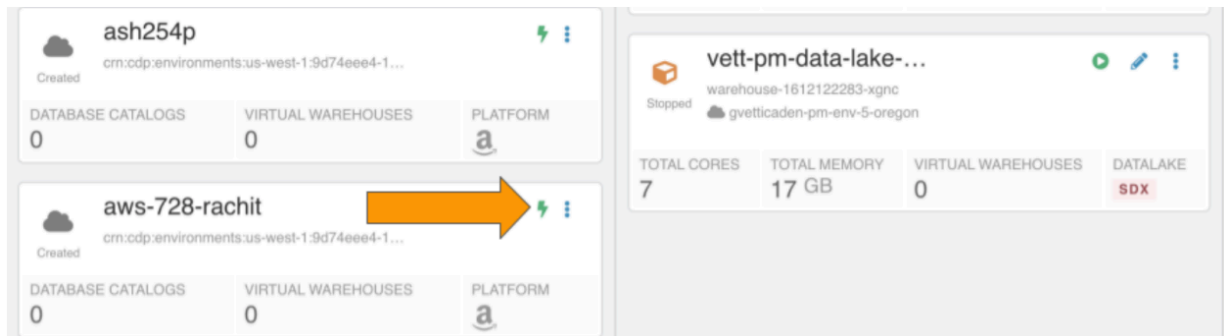 ash254p
crn:cdp:environments:us-west-1:9d74eee4-1...
Created
DATABASE CATALOGS VIRTUAL WAREHOUSES PLATFORM
0 0
aws-728-rachit
crn:cdp:environments:us-west-1:9d74eee4-1...
Created
DATABASE CATALOGS VIRTUAL WAREHOUSES PLATFORM
0 0
vett-pm-data-lake-...
warehouse-1612122283-xgnc
Stopped
gvetticaden-pm-env-5-oregon
TOTAL CORES TOTAL MEMORY VIRTUAL WAREHOUSES DATALAKE
7 17 GB 0 SDX